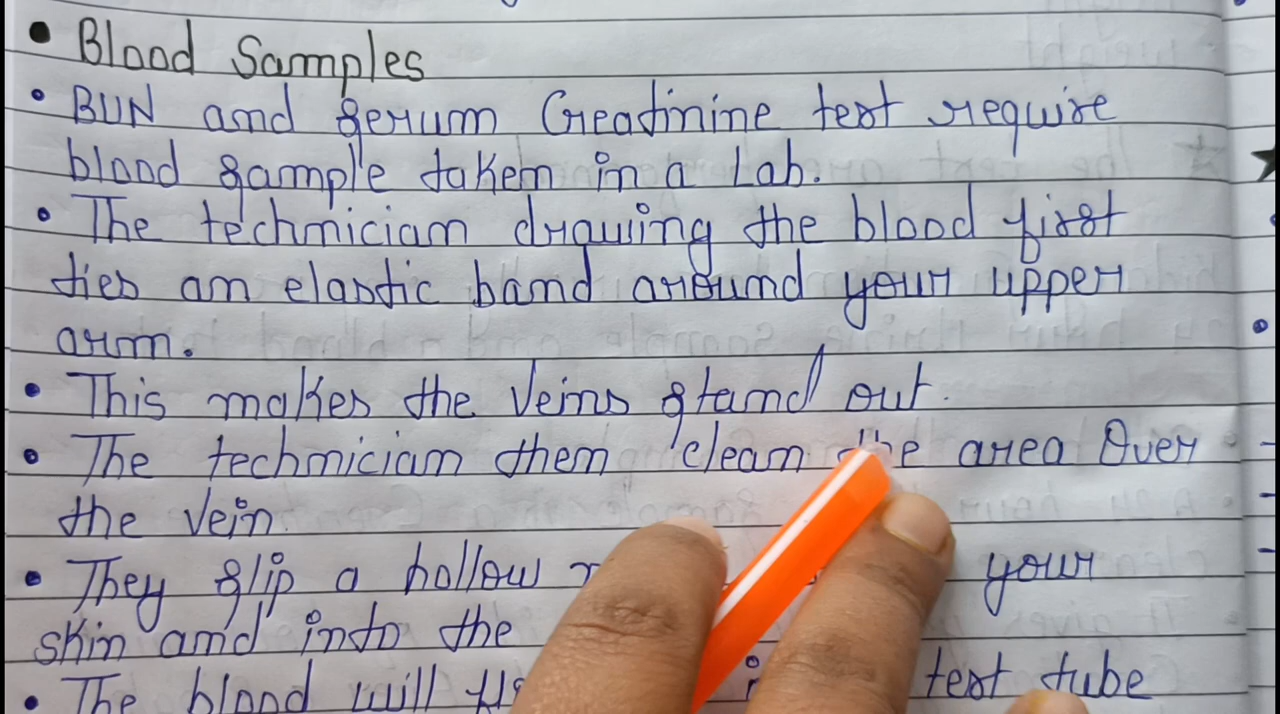 • Blood Samples
• BUN and serum Creatinine test require
blood sample taken in a Lab.
• The technician drawing the blood first
ties an elastic band around your upper
arm.
• This makes the veins stand out.
• The technician then clean the area Over
the vein.
• They slip a hollow your
skin and into the
• The blood will test tube